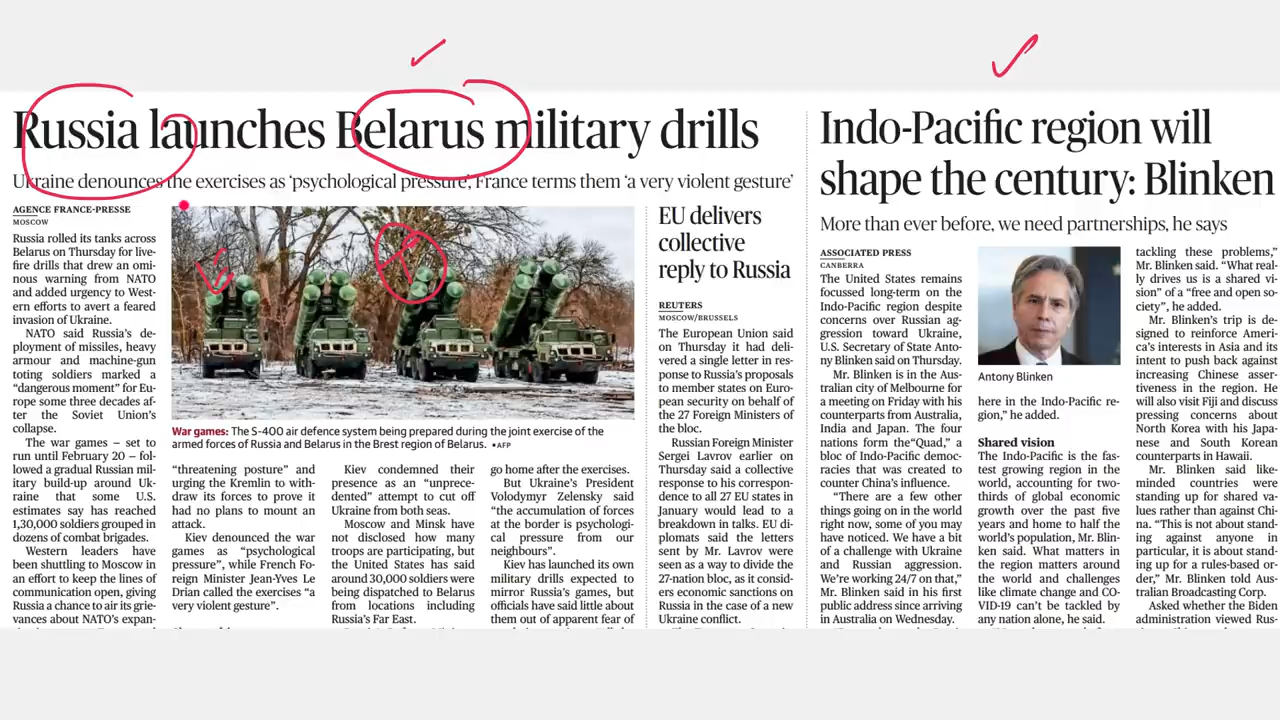 Russia launches Belarus military drills
Ukraine denounces the exercises as ‘psychological pressure’, France terms them ‘a very violent gesture’
AGENCE FRANCE-PRESSE
MOSCOW
Russia rolled its tanks across
Belarus on Thursday for live-
fire drills that drew an omi-
nous warning from NATO
and added urgency to West-
ern efforts to avert a feared
invasion of Ukraine.
NATO said Russia’s de-
ployment of missiles, heavy
armour and machine-gun
toting soldiers marked a
“dangerous moment” for Eu-
rope some three decades af-
ter the Soviet Union’s
collapse.
The war games – set to
run until February 20 – fol-
lowed a gradual Russian mil-
itary build-up around Uk-
raine that some U.S.
estimates say has reached
1,30,000 soldiers grouped in
dozens of combat brigades.
Western leaders have
been shuttling to Moscow in
an effort to keep the lines of
communication open, giving
Russia a chance to air its grie-
vances about NATO’s expan-
War games: The S-400 air defence system being prepared during the joint exercise of the
armed forces of Russia and Belarus in the Brest region of Belarus. •AFP
“threatening posture” and
urging the Kremlin to with-
draw its forces to prove it
had no plans to mount an
attack.
Kiev denounced the war
games as “psychological
pressure”, while French Fo-
reign Minister Jean-Yves Le
Drian called the exercises “a
very violent gesture”.
Kiev condemned their
presence as an “unprece-
dented” attempt to cut off
Ukraine from both seas.
Moscow and Minsk have
not disclosed how many
troops are participating, but
the United States has said
around 30,000 soldiers were
being dispatched to Belarus
from locations including
Russia’s Far East.
go home after the exercises.
But Ukraine’s President
Volodymyr Zelensky said
“the accumulation of forces
at the border is psychologi-
cal pressure from our
neighbours”.
Kiev has launched its own
military drills expected to
mirror Russia’s games, but
officials have said little about
them out of apparent fear of
EU delivers
collective
reply to Russia
REUTERS
MOSCOW/BRUSSELS
The European Union said
on Thursday it had deli-
vered a single letter in res-
ponse to Russia’s proposals
to member states on Euro-
pean security on behalf of
the 27 Foreign Ministers of
the bloc.
Russian Foreign Minister
Sergei Lavrov earlier on
Thursday said a collective
response to his correspon-
dence to all 27 EU states in
January would lead to a
breakdown in talks. EU di-
plomats said the letters
sent by Mr. Lavrov were
seen as a way to divide the
27-nation bloc, as it consid-
ers economic sanctions on
Russia in the case of a new
Ukraine conflict.
Indo-Pacific region will
shape the century: Blinken
More than ever before, we need partnerships, he says
ASSOCIATED PRESS
CANBERRA
The United States remains
focussed long-term on the
Indo-Pacific region despite
concerns over Russian ag-
gression toward Ukraine,
U.S. Secretary of State Anto-
ny Blinken said on Thursday.
Mr. Blinken is in the Aus-
tralian city of Melbourne for
a meeting on Friday with his
counterparts from Australia,
India and Japan. The four
nations form the“Quad,” a
bloc of Indo-Pacific democ-
racies that was created to
counter China’s influence.
“There are a few other
things going on in the world
right now, some of you may
have noticed. We have a bit
of a challenge with Ukraine
and Russian aggression.
We’re working 24/7 on that,”
Mr. Blinken said in his first
public address since arriving
in Australia on Wednesday.
Antony Blinken
here in the Indo-Pacific re-
gion,” he added.
Shared vision
The Indo-Pacific is the fas-
test growing region in the
world, accounting for two-
thirds of global economic
growth over the past five
years and home to half the
world’s population, Mr. Blin-
ken said. What matters in
the region matters around
the world and challenges
like climate change and CO-
VID-19 can’t be tackled by
any nation alone, he said.
tackling these problems,”
Mr. Blinken said. “What real-
ly drives us is a shared vi-
sion” of a “free and open so-
ciety”, he added.
Mr. Blinken’s trip is de-
signed to reinforce Ameri-
ca’s interests in Asia and its
intent to push back against
increasing Chinese asser-
tiveness in the region. He
will also visit Fiji and discuss
pressing concerns about
North Korea with his Japa-
nese and South Korean
counterparts in Hawaii.
Mr. Blinken said like-
minded countries were
standing up for shared va-
lues rather than against Chi-
na. “This is not about stand-
ing against anyone in
particular, it is about stand-
ing up for a rules-based or-
der,” Mr. Blinken told Aus-
tralian Broadcasting Corp.
Asked whether the Biden
administration viewed Rus-